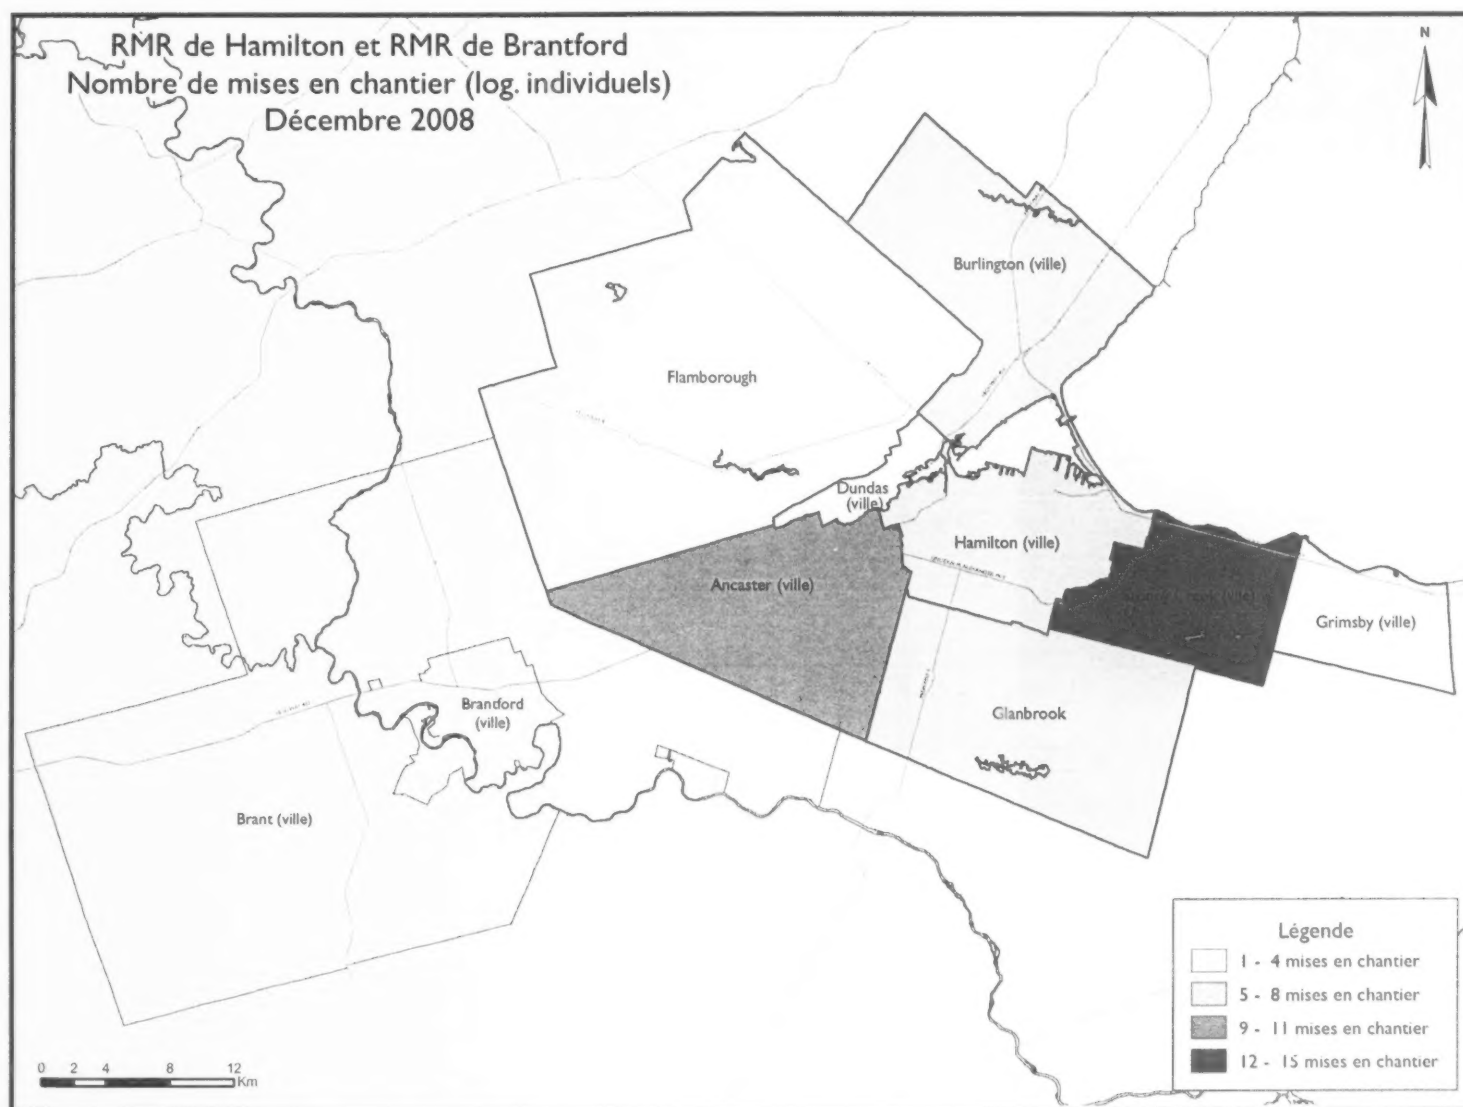 RMR de Hamilton et RMR de Brantford
Nombre de mises en chantier (log. individuels)
Décembre 2008
N
Burlington (ville)
Flamborough
Dundas
(ville)
Hamilton (ville)
Ancaster (ville)
Creek (ville)
Grimsby (ville)
Glanbrook
Brantford
(ville)
Brant (ville)
Légende
1 - 4 mises en chantier
5 - 8 mises en chantier
9 - 11 mises en chantier
12 - 15 mises en chantier
0 2 4 8 12
Km